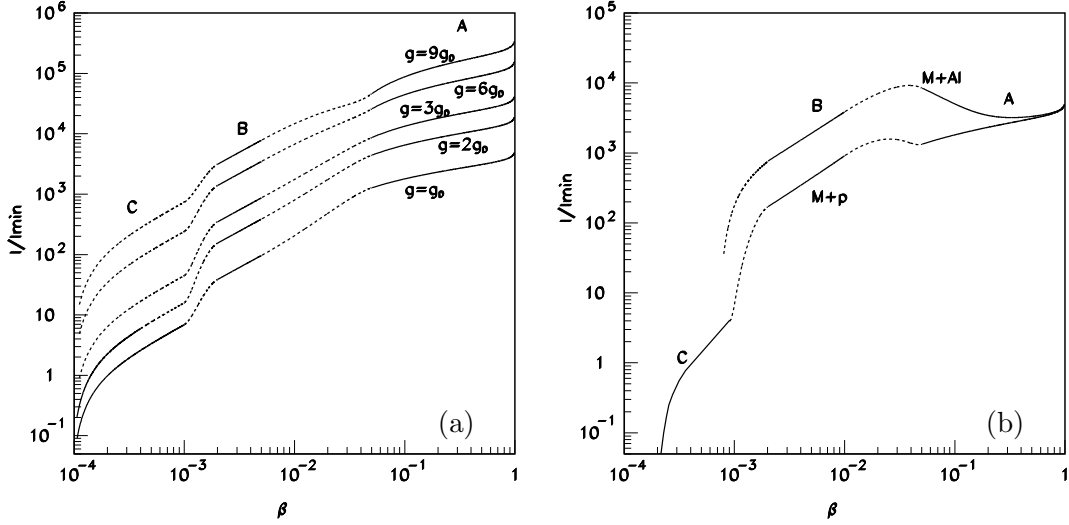 10^6
10^5
10^4
10^3
10^2
10
1
10^-1
I/Imin
A
g=9g_D
g=6g_D
g=3g_D
g=2g_D
g=g_D
B
C
(a)
10^-4 10^-3 10^-2 10^-1 1
β
10^5
10^4
10^3
10^2
10
1
10^-1
I/Imin
M+Al
A
B
M+p
C
(b)
10^-4 10^-3 10^-2 10^-1 1
β